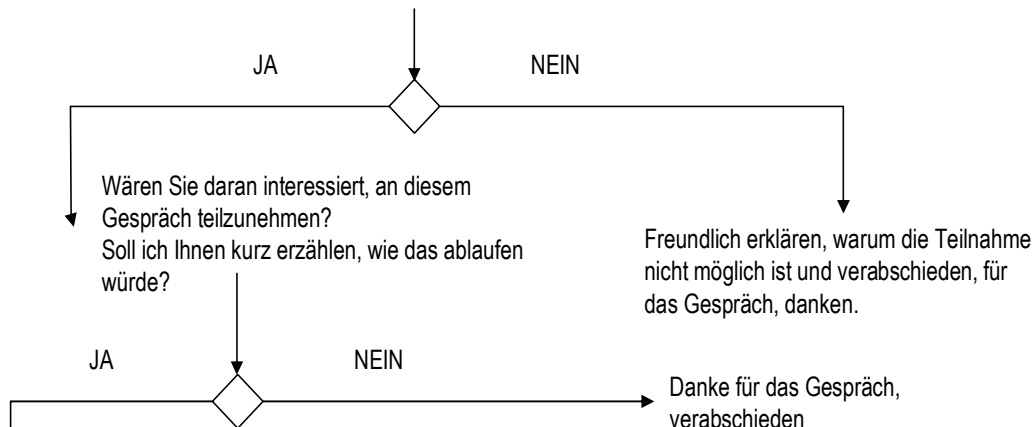 JA
NEIN
Wären Sie daran interessiert, an diesem
Gespräch teilzunehmen?
Soll ich Ihnen kurz erzählen, wie das ablaufen
würde?
Freundlich erklären, warum die Teilnahme
nicht möglich ist und verabschieden, für
das Gespräch, danken.
JA
NEIN
Danke für das Gespräch,
verabschieden